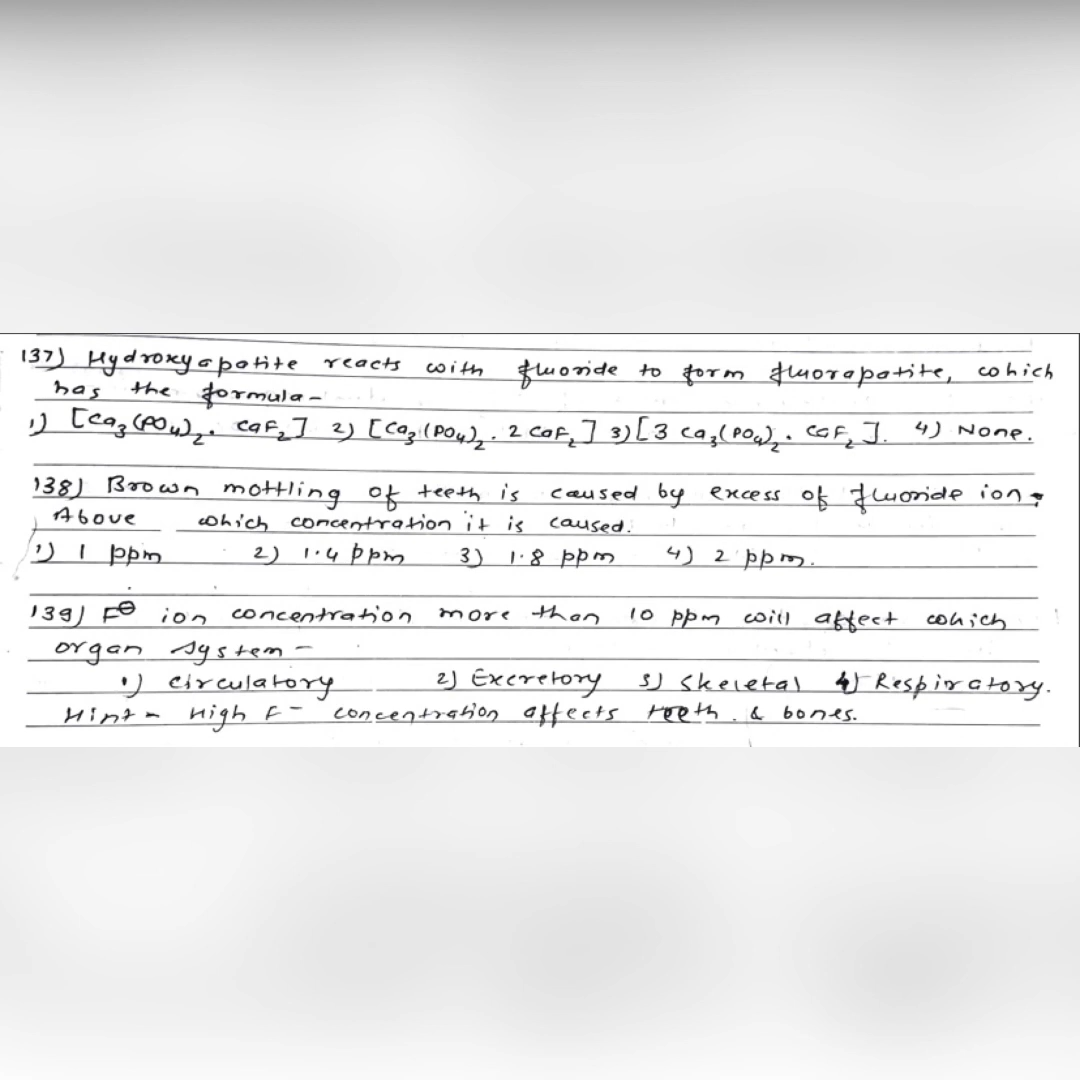 137) Hydroxyapatite reacts with fluoride to form fluorapatite, which
has the formula -
1) [Ca₃(PO₄)₂. CaF₂] 2) [Ca₃(PO₄)₂. 2 CaF₂] 3) [3 Ca₃(PO₄)₂. CaF₂]. 4) None.
138) Brown mottling of teeth is caused by excess of fluoride ion.
Above which concentration it is caused.
1) 1 ppm 2) 1.4 ppm 3) 1.8 ppm 4) 2 ppm.
139) F⊖ ion concentration more than 10 ppm will affect which
organ system -
1) circulatory 2) Excretory 3) skeletal 4) Respiratory.
Hint - High F- concentration affects teeth. & bones.